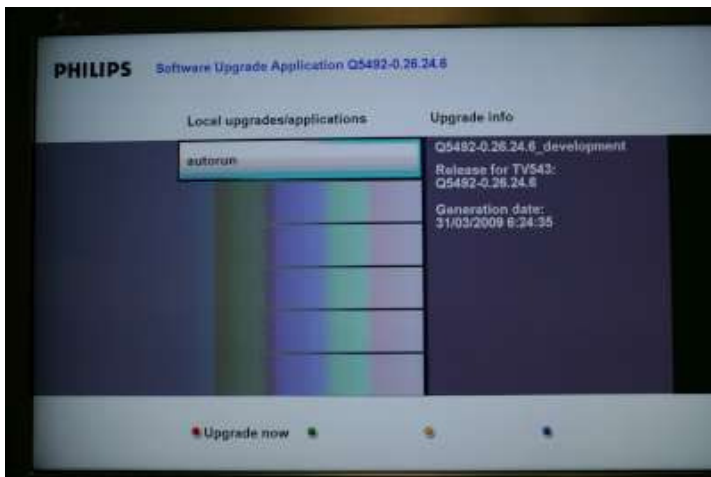 PHILIPS Software Upgrade Application Q5492-0.26.24.6
Local upgrades/applications
Upgrade info
autorun
Q5492-0.26.24.6_development
Release for TV543:
Q5492-0.26.24.6
Generation date:
31/03/2009 6:24:35
Upgrade now